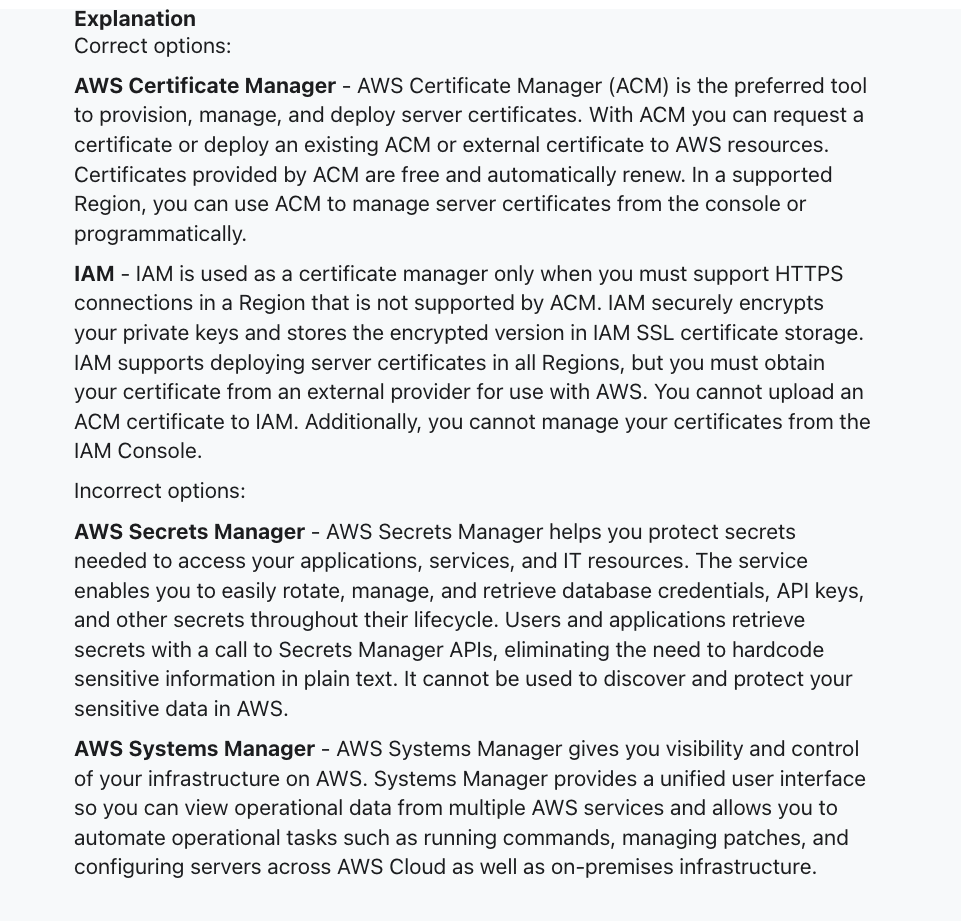 Explanation
Correct options:
AWS Certificate Manager - AWS Certificate Manager (ACM) is the preferred tool
to provision, manage, and deploy server certificates. With ACM you can request a
certificate or deploy an existing ACM or external certificate to AWS resources.
Certificates provided by ACM are free and automatically renew. In a supported
Region, you can use ACM to manage server certificates from the console or
programmatically.
IAM - IAM is used as a certificate manager only when you must support HTTPS
connections in a Region that is not supported by ACM. IAM securely encrypts
your private keys and stores the encrypted version in IAM SSL certificate storage.
IAM supports deploying server certificates in all Regions, but you must obtain
your certificate from an external provider for use with AWS. You cannot upload an
ACM certificate to IAM. Additionally, you cannot manage your certificates from the
IAM Console.
Incorrect options:
AWS Secrets Manager - AWS Secrets Manager helps you protect secrets
needed to access your applications, services, and IT resources. The service
enables you to easily rotate, manage, and retrieve database credentials, API keys,
and other secrets throughout their lifecycle. Users and applications retrieve
secrets with a call to Secrets Manager APIs, eliminating the need to hardcode
sensitive information in plain text. It cannot be used to discover and protect your
sensitive data in AWS.
AWS Systems Manager - AWS Systems Manager gives you visibility and control
of your infrastructure on AWS. Systems Manager provides a unified user interface
so you can view operational data from multiple AWS services and allows you to
automate operational tasks such as running commands, managing patches, and
configuring servers across AWS Cloud as well as on-premises infrastructure.